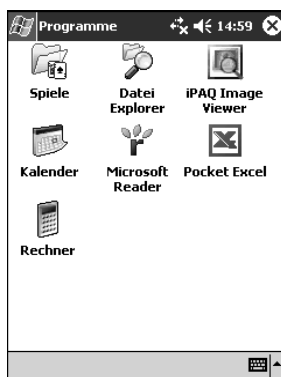 Programme 14:59
Spiele Datei iPAQ Image
Explorer Viewer
Kalender Microsoft Pocket Excel
Reader
Rechner